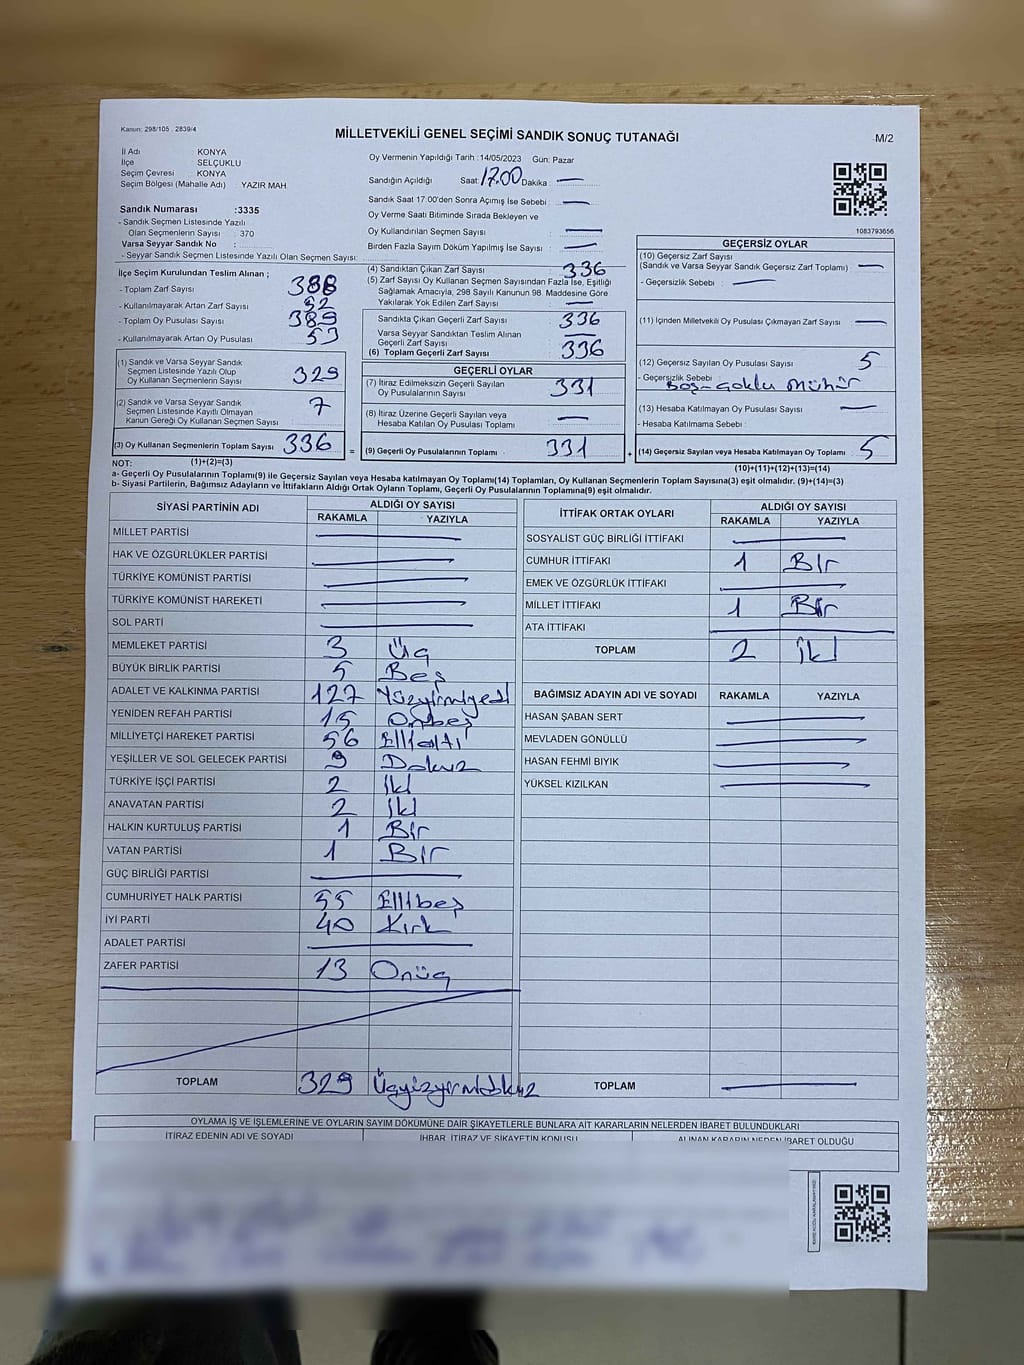 Kanun: 298/105 . 2839/4
MİLLETVEKİLİ GENEL SEÇİMİ SANDIK SONUÇ TUTANAĞI
M/2
İl Adı : KONYA
İlçe : SELÇUKLU
Seçim Çevresi : KONYA
Seçim Bölgesi (Mahalle Adı) YAZIR MAH.
Oy Vermenin Yapıldığı Tarih :14/05/2023 Gün: Pazar
Sandığın Açıldığı Saat: 17.00 Dakika : —
Sandık Saat 17.00'den Sonra Açımış İse Sebebi : —
Oy Verme Saati Bitiminde Sırada Bekleyen ve
Oy Kullandırılan Seçmen Sayısı : —
Birden Fazla Sayım Döküm Yapılmış İse Sayısı : —
1083793656
Sandık Numarası :3335
- Sandık Seçmen Listesinde Yazılı
Olan Seçmenlerin Sayısı : 370
Varsa Seyyar Sandık No :
- Seyyar Sandık Seçmen Listesinde Yazılı Olan Seçmen Sayısı:
İlçe Seçim Kurulundan Teslim Alınan ;
- Toplam Zarf Sayısı : 388
- Kullanılmayarak Artan Zarf Sayısı : 52
- Toplam Oy Pusulası Sayısı : 389
- Kullanılmayarak Artan Oy Pusulası : 53
(1) Sandık ve Varsa Seyyar Sandık
Seçmen Listesinde Yazılı Olup
Oy Kullanan Seçmenlerin Sayısı : 329
(2) Sandık ve Varsa Seyyar Sandık
Seçmen Listesinde Kayıtlı Olmayan
Kanun Gereği Oy Kullanan Seçmen Sayısı : 7
(3) Oy Kullanan Seçmenlerin Toplam Sayısı : 336
(1)+(2)=(3)
(4) Sandıktan Çıkan Zarf Sayısı : 336
(5) Zarf Sayısı Oy Kullanan Seçmen Sayısından Fazla İse, Eşitliği
Sağlamak Amacıyla, 298 Sayılı Kanunun 98. Maddesine Göre
Yakılarak Yok Edilen Zarf Sayısı : —
Sandıkta Çıkan Geçerli Zarf Sayısı : 336
Varsa Seyyar Sandıktan Teslim Alınan
Geçerli Zarf Sayısı : —
(6) Toplam Geçerli Zarf Sayısı : 336
GEÇERLİ OYLAR
(7) İtiraz Edilmeksizin Geçerli Sayılan
Oy Pusulalarının Sayısı : 331
(8) İtiraz Üzerine Geçerli Sayılan veya
Hesaba Katılan Oy Pusulası Toplamı : —
= (9) Geçerli Oy Pusulalarının Toplamı : 331
GEÇERSİZ OYLAR
(10) Geçersiz Zarf Sayısı
(Sandık ve Varsa Seyyar Sandık Geçersiz Zarf Toplamı) : —
- Geçersizlik Sebebi : —
(11) İçinden Milletvekili Oy Pusulası Çıkmayan Zarf Sayısı : —
(12) Geçersiz Sayılan Oy Pusulası Sayısı : 5
- Geçersizlik Sebebi : Boş-Çoklu Mühür
(13) Hesaba Katılmayan Oy Pusulası Sayısı : —
- Hesaba Katılmama Sebebi :
+ (14) Geçersiz Sayılan veya Hesaba Katılmayan Oy Toplamı : 5
(10)+(11)+(12)+(13)=(14)
NOT:
a- Geçerli Oy Pusulalarının Toplamı(9) ile Geçersiz Sayılan veya Hesaba katılmayan Oy Toplamı(14) Toplamları, Oy Kullanan Seçmenlerin Toplam Sayısına(3) eşit olmalıdır. (9)+(14)=(3)
b- Siyasi Partilerin, Bağımsız Adayların ve İttifakların Aldığı Ortak Oyların Toplamı, Geçerli Oy Pusulalarının Toplamına(9) eşit olmalıdır.
SİYASİ PARTİNİN ADI ALDIĞI OY SAYISI
RAKAMLA YAZIYLA
MİLLET PARTİSİ —
HAK VE ÖZGÜRLÜKLER PARTİSİ —
TÜRKİYE KOMÜNİST PARTİSİ —
TÜRKİYE KOMÜNİST HAREKETİ —
SOL PARTİ —
MEMLEKET PARTİSİ 3 Üç
BÜYÜK BİRLİK PARTİSİ 5 Beş
ADALET VE KALKINMA PARTİSİ 127 Yüzyirmiyedi
YENİDEN REFAH PARTİSİ 15 Onbeş
MİLLİYETÇİ HAREKET PARTİSİ 56 Ellialtı
YEŞİLLER VE SOL GELECEK PARTİSİ 9 Dokuz
TÜRKİYE İŞÇİ PARTİSİ 2 İki
ANAVATAN PARTİSİ 2 İki
HALKIN KURTULUŞ PARTİSİ 1 Bir
VATAN PARTİSİ 1 Bir
GÜÇ BİRLİĞİ PARTİSİ —
CUMHURİYET HALK PARTİSİ 55 Ellibeş
İYİ PARTİ 40 Kırk
ADALET PARTİSİ —
ZAFER PARTİSİ 13 Onüç
TOPLAM 329 Üçyüzyirmidokuz
İTTİFAK ORTAK OYLARI ALDIĞI OY SAYISI
RAKAMLA YAZIYLA
SOSYALİST GÜÇ BİRLİĞİ İTTİFAKI —
CUMHUR İTTİFAKI 1 Bir
EMEK VE ÖZGÜRLÜK İTTİFAKI —
MİLLET İTTİFAKI 1 Bir
ATA İTTİFAKI —
TOPLAM 2 İki
BAĞIMSIZ ADAYIN ADI VE SOYADI RAKAMLA YAZIYLA
HASAN ŞABAN SERT —
MEVLADEN GÖNÜLLÜ —
HASAN FEHMİ BIYIK —
YÜKSEL KIZILKAN —
TOPLAM —
OYLAMA İŞ VE İŞLEMLERİNE VE OYLARIN SAYIM DÖKÜMÜNE DAİR ŞİKAYETLERLE BUNLARA AİT KARARLARIN NELERDEN İBARET BULUNDUKLARI
İTİRAZ EDENİN ADI VE SOYADI İHBAR, İTİRAZ VE ŞİKAYETİN KONUSU ALINAN KARARIN NEDEN İBARET OLDUĞU